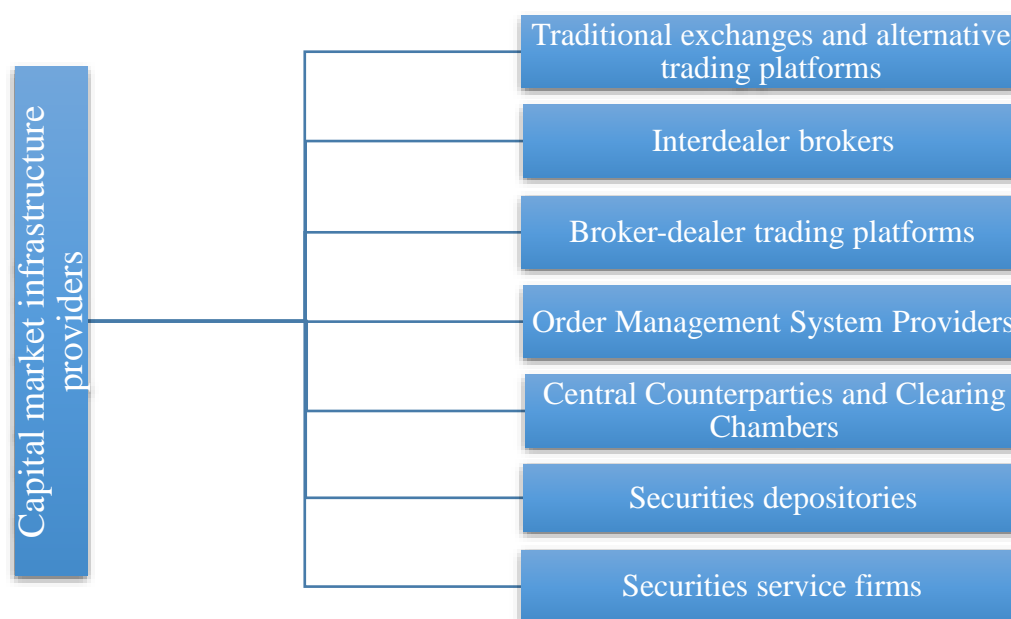 Capital market infrastructure
providers
Traditional exchanges and alternative
trading platforms
Interdealer brokers
Broker-dealer trading platforms
Order Management System Providers
Central Counterparties and Clearing
Chambers
Securities depositories
Securities service firms